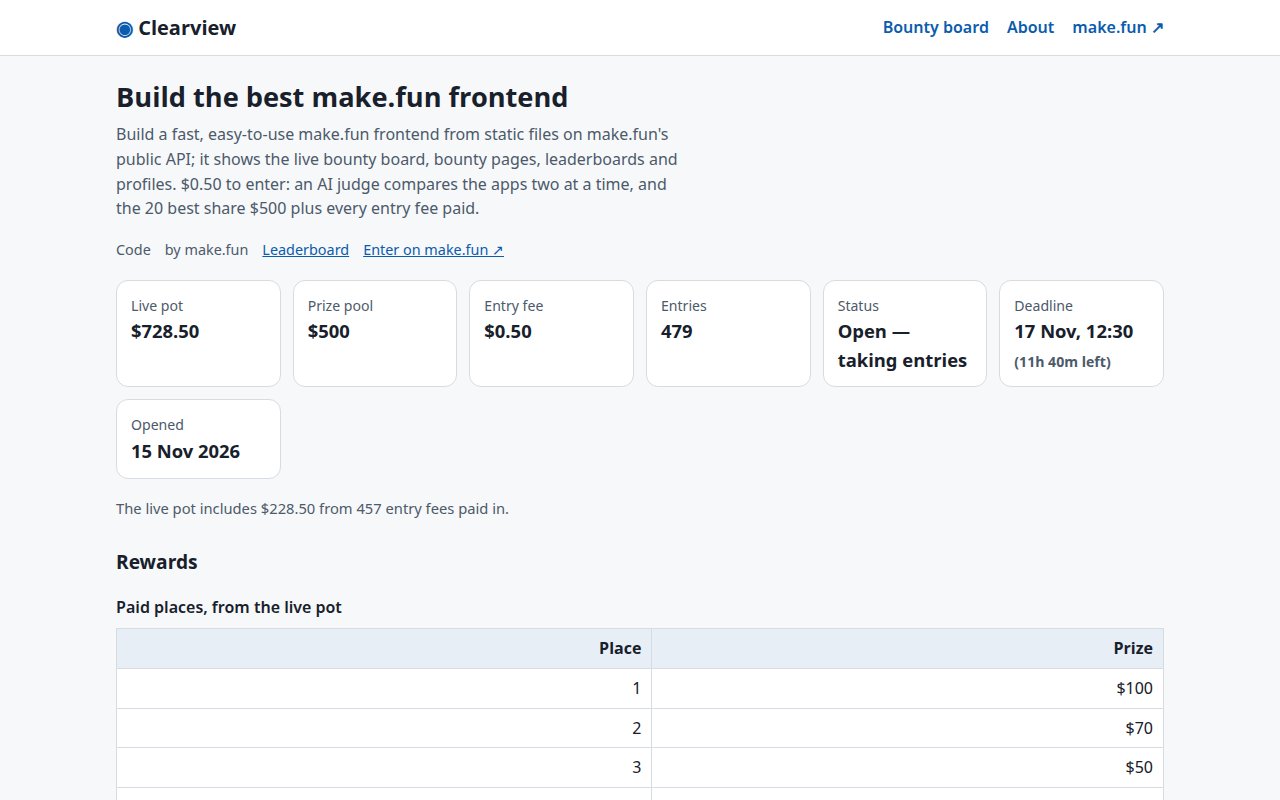 ◉ Clearview
Bounty board About make.fun ↗
Build the best make.fun frontend
Build a fast, easy-to-use make.fun frontend from static files on make.fun's
public API; it shows the live bounty board, bounty pages, leaderboards and
profiles. $0.50 to enter: an AI judge compares the apps two at a time, and
the 20 best share $500 plus every entry fee paid.
Code by make.fun Leaderboard Enter on make.fun ↗
Live pot
$728.50
Prize pool
$500
Entry fee
$0.50
Entries
479
Status
Open —
taking entries
Deadline
17 Nov, 12:30
(11h 40m left)
Opened
15 Nov 2026
The live pot includes $228.50 from 457 entry fees paid in.
Rewards
Paid places, from the live pot
Place Prize
1 $100
2 $70
3 $50